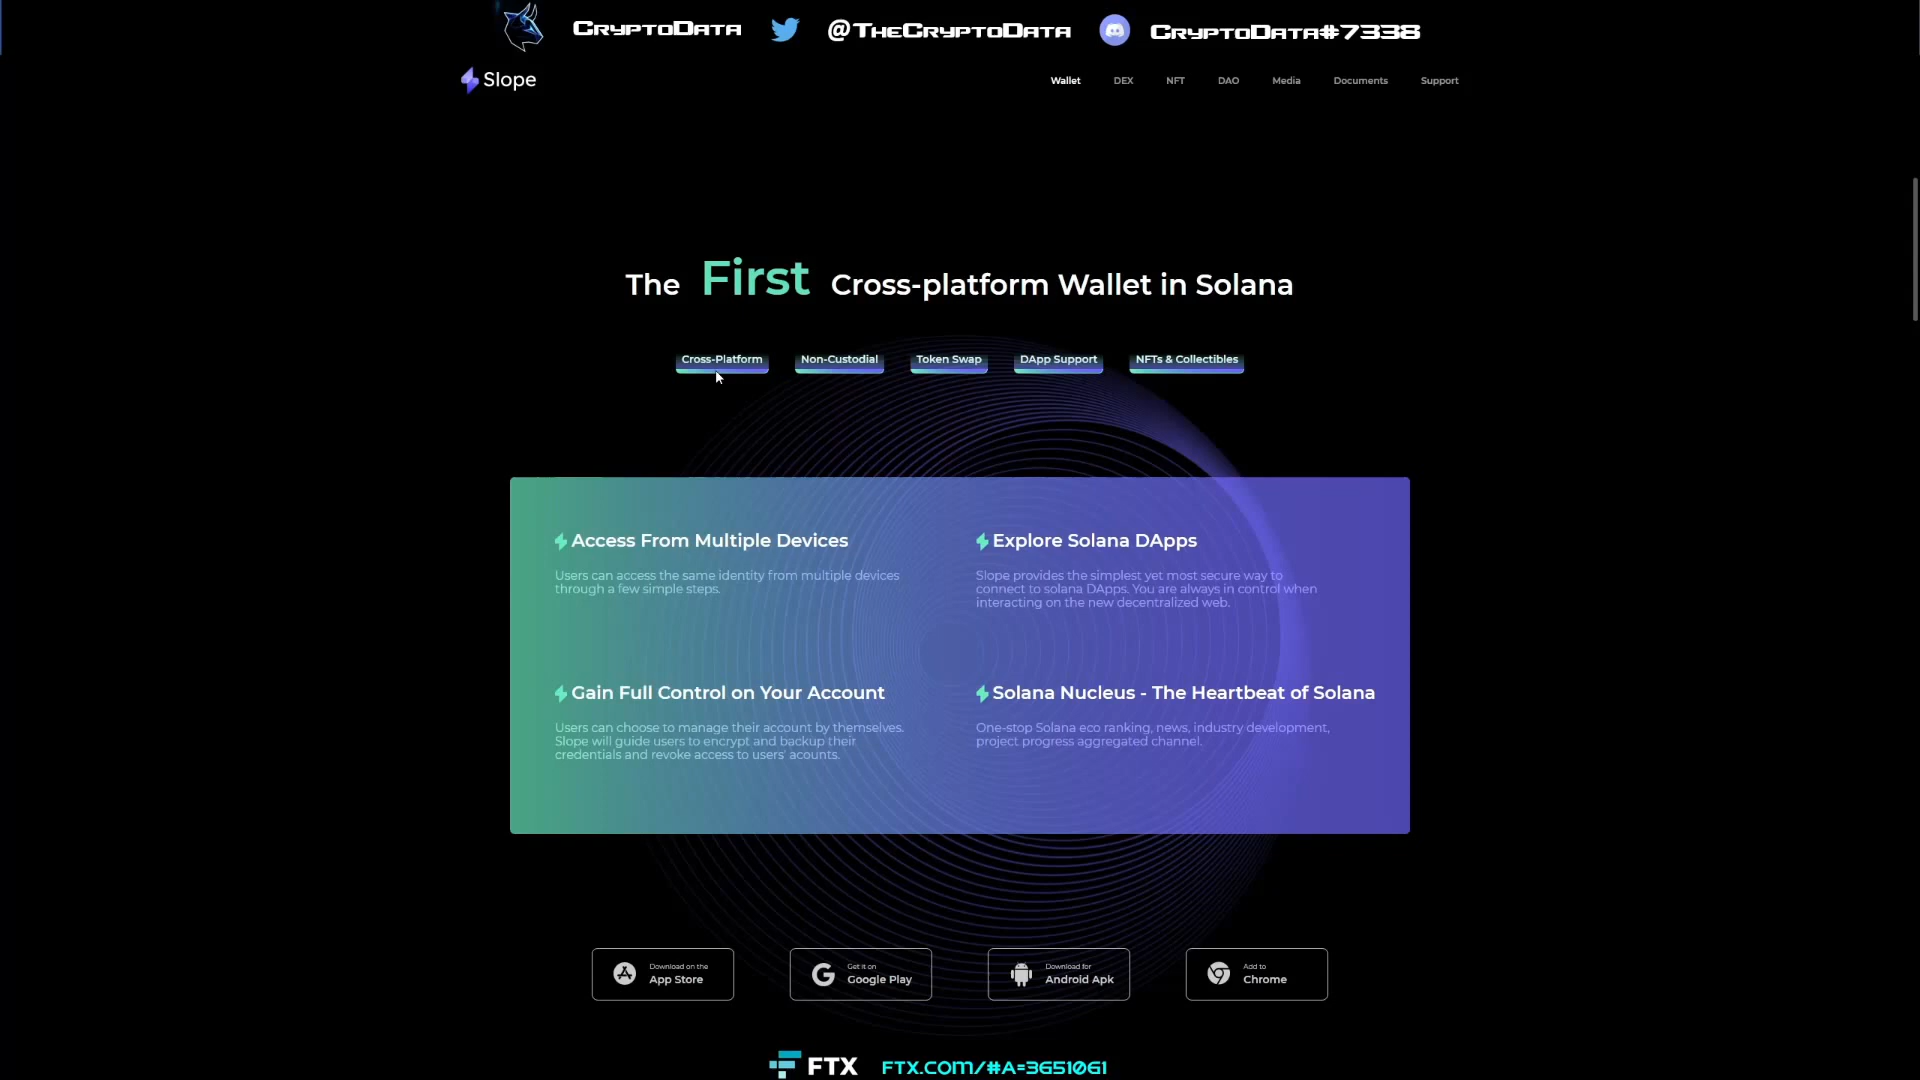 CryptoData @TheCryptoData CryptoData#7338
Slope Wallet DEX NFT DAO Media Documents Support
The First Cross-platform Wallet in Solana
Cross-Platform Non-Custodial Token Swap DApp Support NFTs & Collectibles
Access From Multiple Devices
Users can access the same identity from multiple devices
through a few simple steps.
Explore Solana DApps
Slope provides the simplest yet most secure way to
connect to solana DApps. You are always in control when
interacting on the new decentralized web.
Gain Full Control on Your Account
Users can choose to manage their account by themselves.
Slope will guide users to encrypt and backup their
credentials and revoke access to users' acounts.
Solana Nucleus - The Heartbeat of Solana
One-stop Solana eco ranking, news, industry development,
project progress aggregated channel.
Download on the
App Store
Get it on
Google Play
Download for
Android Apk
Add to
Chrome
FTX FTX.com/#A=3651061